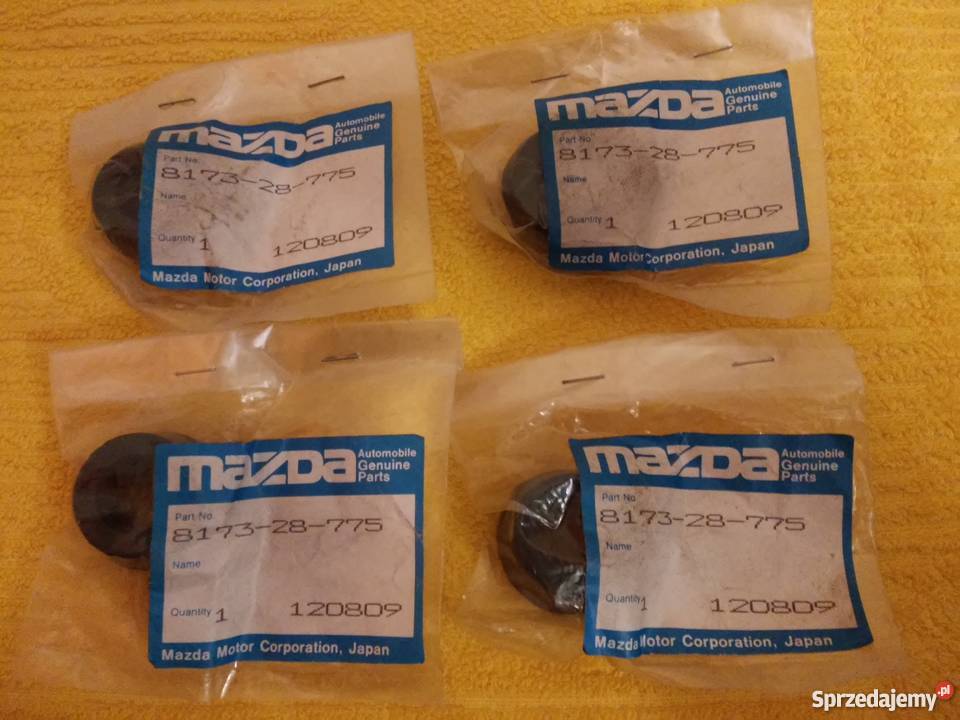 mazda Automobile Genuine Parts
Part No.
8173-28-775
Name
Quantity 1 120809
Mazda Motor Corporation, Japan
mazda Automobile Genuine Parts
Part No.
8173-28-775
Name
Quantity 1 120809
Mazda Motor Corporation, Japan
mazda Automobile Genuine Parts
Part No.
8173-28-775
Name
Quantity 1 120809
Mazda Motor Corporation, Japan
mazda Automobile Genuine Parts
Part No.
8173-28-775
Name
Quantity 1 120809
Mazda Motor Corporation, Japan
Sprzedajemy.pl